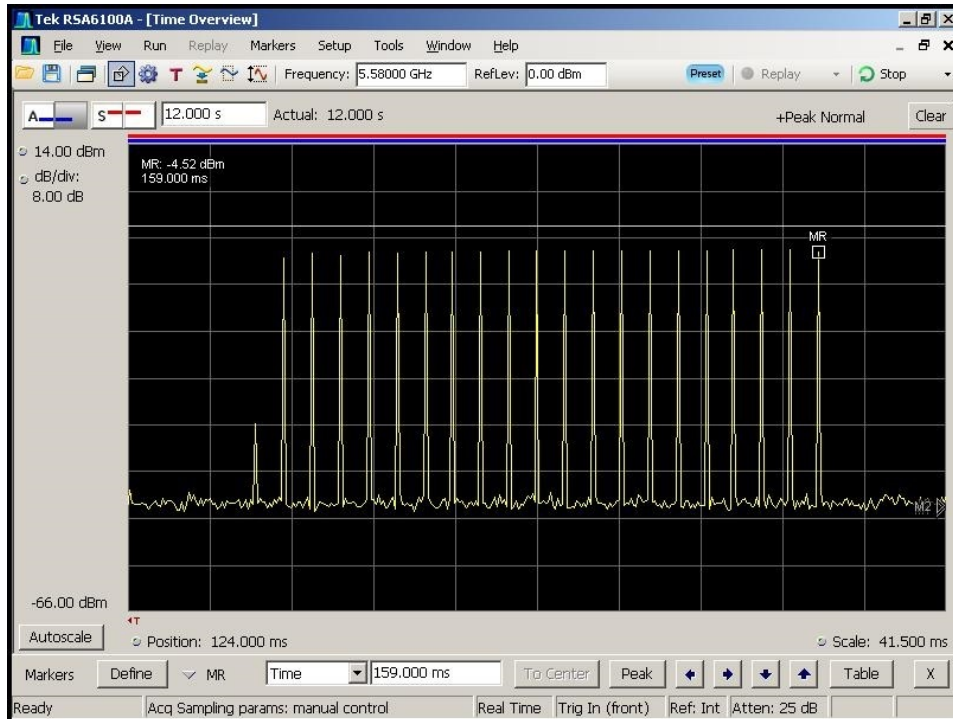 Tek RSA6100A - [Time Overview]
File View Run Replay Markers Setup Tools Window Help
T Frequency: 5.58000 GHz RefLev: 0.00 dBm Preset Replay Stop
A S 12.000 s Actual: 12.000 s +Peak Normal Clear
14.00 dBm
dB/div:
8.00 dB
MR: -4.52 dBm
159.000 ms
MR
M2
-66.00 dBm
T
Autoscale Position: 124.000 ms Scale: 41.500 ms
Markers Define MR Time 159.000 ms To Center Peak Table X
Ready Acq Sampling params: manual control Real Time Trig In (front) Ref: Int Atten: 25 dB